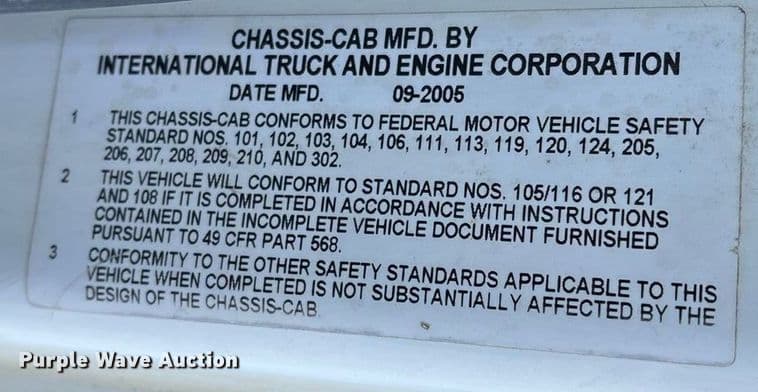 CHASSIS-CAB MFD. BY
INTERNATIONAL TRUCK AND ENGINE CORPORATION
DATE MFD. 09-2005
1 THIS CHASSIS-CAB CONFORMS TO FEDERAL MOTOR VEHICLE SAFETY
STANDARD NOS. 101, 102, 103, 104, 106, 111, 113, 119, 120, 124, 205,
206, 207, 208, 209, 210, AND 302.
2 THIS VEHICLE WILL CONFORM TO STANDARD NOS. 105/116 OR 121
AND 108 IF IT IS COMPLETED IN ACCORDANCE WITH INSTRUCTIONS
CONTAINED IN THE INCOMPLETE VEHICLE DOCUMENT FURNISHED
PURSUANT TO 49 CFR PART 568.
3 CONFORMITY TO THE OTHER SAFETY STANDARDS APPLICABLE TO THIS
VEHICLE WHEN COMPLETED IS NOT SUBSTANTIALLY AFFECTED BY THE
DESIGN OF THE CHASSIS-CAB
Purple Wave Auction